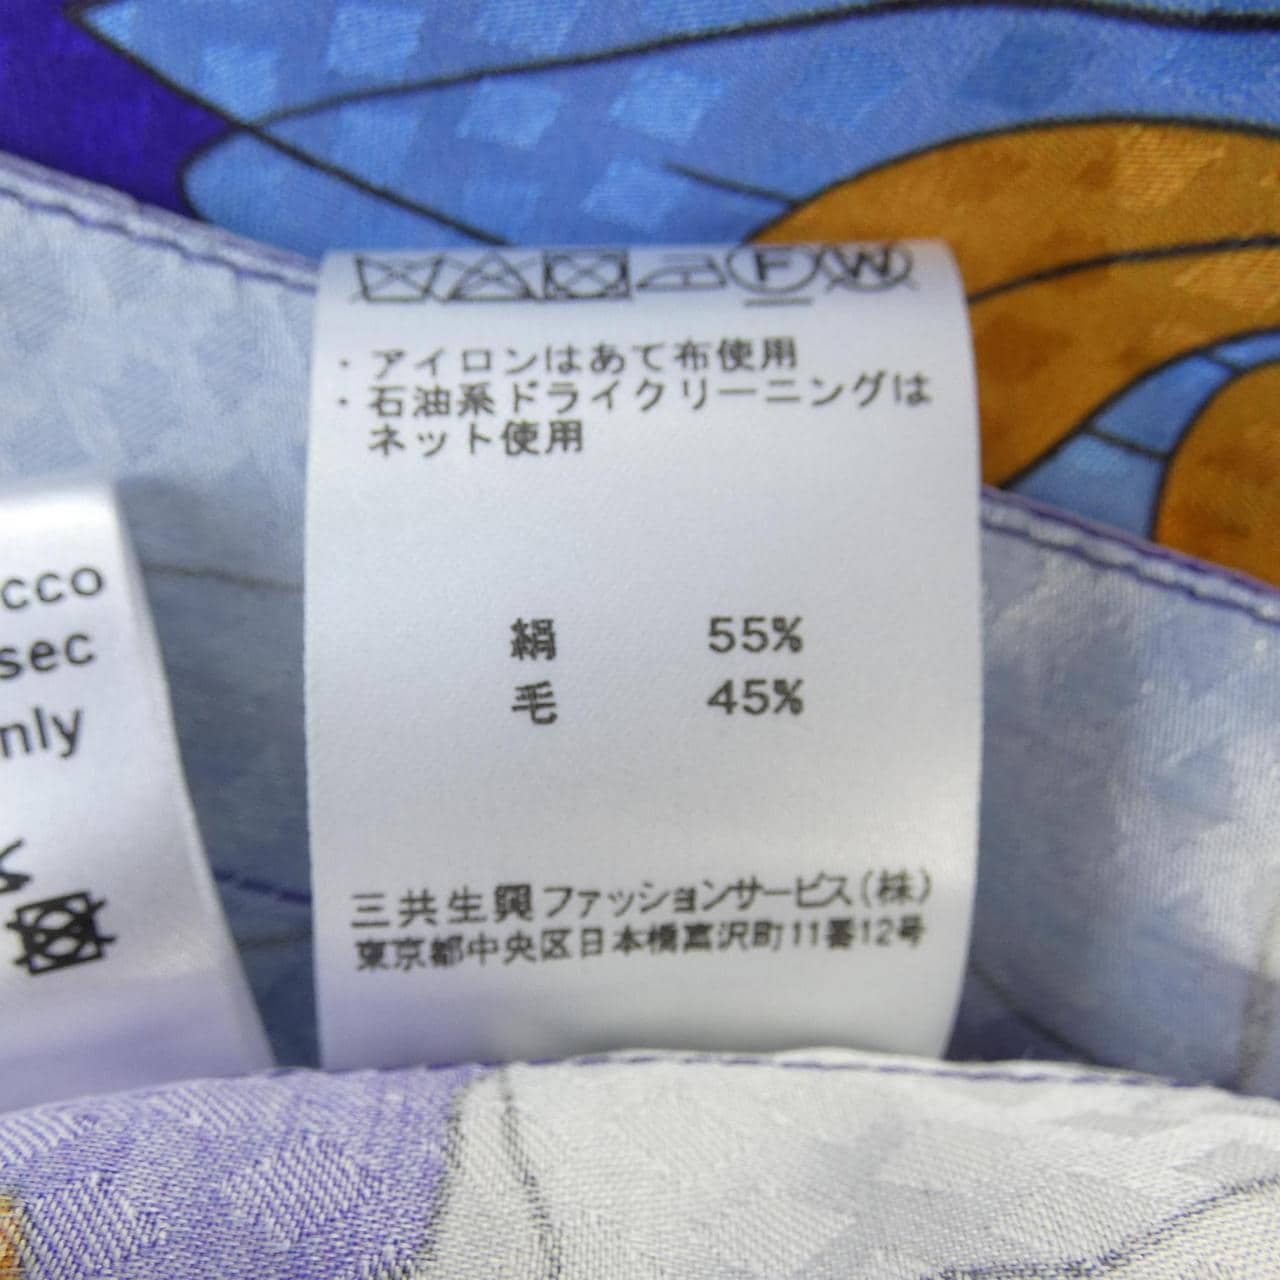 F W
・アイロンはあて布使用
・石油系ドライクリーニングは
ネット使用
絹 55%
毛 45%
三共生興ファッションサービス(株)
東京都中央区日本橋富沢町11番12号
cco
sec
nly